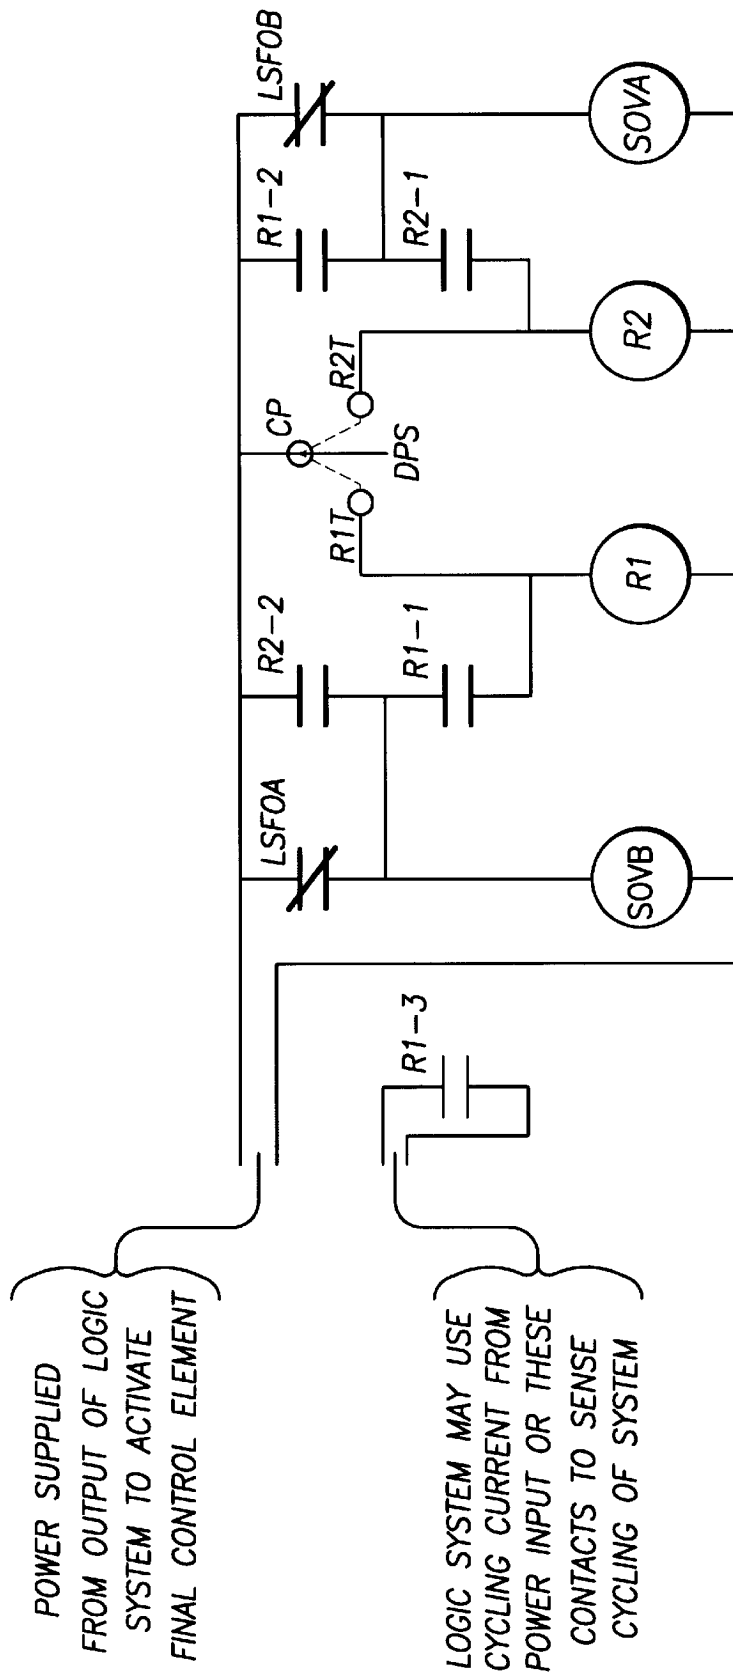 POWER SUPPLIED
FROM OUTPUT OF LOGIC
SYSTEM TO ACTIVATE
FINAL CONTROL ELEMENT
LOGIC SYSTEM MAY USE
CYCLING CURRENT FROM
POWER INPUT OR THESE
CONTACTS TO SENSE
CYCLING OF SYSTEM
R1-3
LSFOA
R2-2
R1-1
R1T
CP
DPS
R2T
R1-2
R2-1
LSFOB
SOVB
R1
R2
SOVA